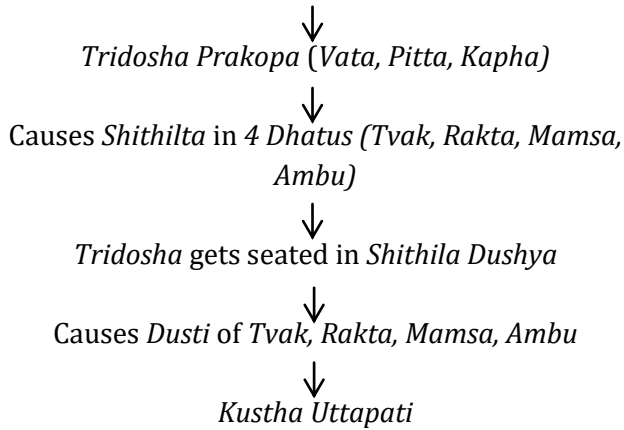 Tridosha Prakopa (Vata, Pitta, Kapha)
Causes Shithilta in 4 Dhatus (Tvak, Rakta, Mamsa,
Ambu)
Tridosha gets seated in Shithila Dushya
Causes Dusti of Tvak, Rakta, Mamsa, Ambu
Kustha Uttapati